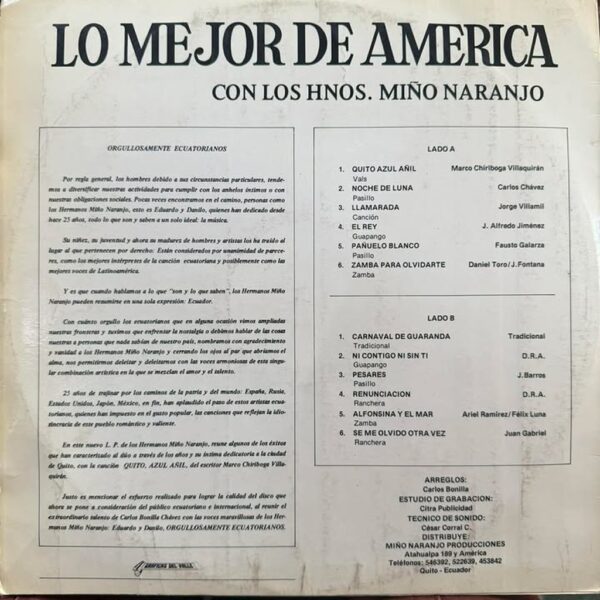 LO MEJOR DE AMERICA
CON LOS HNOS. MIÑO NARANJO
ORGULLOSAMENTE ECUATORIANOS
Por regla general, los hombres debido a sus circunstancias particulares, tende-
mos a diversificar nuestras actividades para cumplir con los anhelos íntimos o con
nuestras obligaciones sociales. Pocas veces encontramos en el camino, personas como
los Hermanos Miño Naranjo, esto es Eduardo y Danilo, quienes han dedicado desde
hace 25 años, todo lo que son y saben a un solo ideal: la música.
Su niñez, su juventud y ahora su madurez de hombres y artistas los ha traído al
lugar al que pertenecen por derecho. Están considerados por unanimidad de parece-
res, como los mejores intérpretes de la canción ecuatoriana y posiblemente como las
mejores voces de Latinoamérica.
Y es que cuando hablamos a lo que "son y lo que saben", los Hermanos Miño
Naranjo pueden resumirse en una sola expresión: Ecuador.
Con cuánto orgullo los ecuatorianos que en alguna ocasión vimos ampliadas
nuestras fronteras y tuvimos que enfrentar la nostalgia o debimos hablar de las cosas
nuestras a personas que nada sabían de nuestro país, nombramos con agradecimiento
y vanidad a los Hermanos Miño Naranjo y cerrando los ojos al par que abríamos el
alma, nos permitimos deleitar y deleitarnos con las voces armoniosas de esta singu-
lar combinación artística en la que se mezclan el amor y el talento.
25 años de trajinar por los caminos de la patria y del mundo: España, Rusia,
Estados Unidos, Japón, México, en fin, han aplaudido el paso de estos artistas ecua-
torianos, quienes han impuesto en el gusto popular, las canciones que reflejan la idio-
sincracia de este pueblo romántico y valiente.
En este nuevo L. P. de los Hermanos Miño Naranjo, reune algunos de los éxitos
que han caracterizado al dúo a través de los años y su íntima dedicatoria a la ciudad
de Quito, con la canción QUITO, AZUL AÑIL, del escritor Marco Chiriboga Villa-
quirán.
Justo es mencionar el esfuerzo realizado para lograr la calidad del disco que
ahora se pone a consideración del público ecuatoriano e internacional, al reunir el
extraordinario talento de Carlos Bonilla Chávez con las voces maravillosas de los Her-
manos Miño Naranjo: Eduardo y Danilo, ORGULLOSAMENTE ECUATORIANOS.
GRAFICAS DEL VALLE
LADO A
1. QUITO AZUL AÑIL Marco Chiriboga Villaquirán
Vals
2. NOCHE DE LUNA Carlos Chávez
Pasillo
3. LLAMARADA Jorge Villamil
Canción
4. EL REY J. Alfredo Jiménez
Guapango
5. PAÑUELO BLANCO Fausto Galarza
Pasillo
6. ZAMBA PARA OLVIDARTE Daniel Toro/J. Fontana
Zamba
LADO B
1. CARNAVAL DE GUARANDA Tradicional
Tradicional
2. NI CONTIGO NI SIN TI D.R.A.
Guapango
3. PESARES J. Barros
Pasillo
4. RENUNCIACION D.R.A.
Ranchera
5. ALFONSINA Y EL MAR Ariel Ramírez/Félix Luna
Zamba
6. SE ME OLVIDO OTRA VEZ Juan Gabriel
Ranchera
ARREGLOS:
Carlos Bonilla
ESTUDIO DE GRABACION:
Citra Publicidad
TECNICO DE SONIDO:
César Corral C.
DISTRIBUYE:
MIÑO NARANJO PRODUCCIONES
Atahualpa 189 y América
Teléfonos: 546392, 522639, 453842
Quito - Ecuador